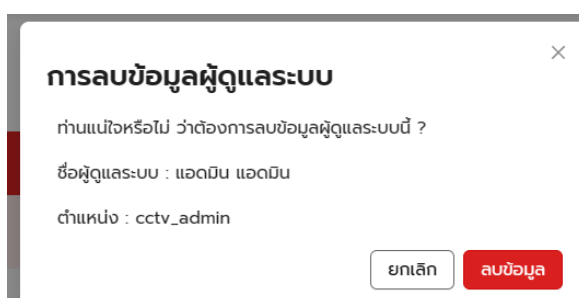 การลบข้อมูลผู้ดูแลระบบ
ท่านแน่ใจหรือไม่ ว่าต้องการลบข้อมูลผู้ดูแลระบบนี้ ?
ชื่อผู้ดูแลระบบ : แอดมิน แอดมิน
ตำแหน่ง : cctv_admin
ยกเลิก ลบข้อมูล